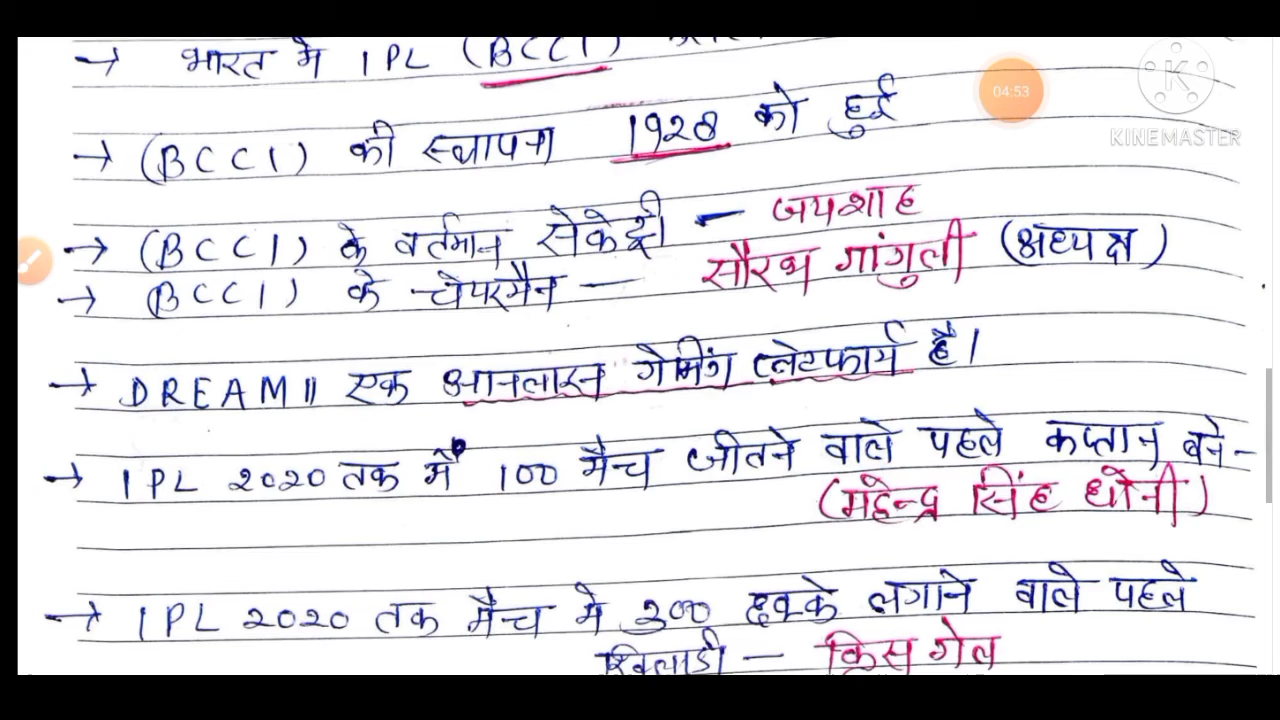 → भारत मे IPL (BCCI)
→ (BCCI) की स्थापना 1928 को हुई
→ (BCCI) के वर्तमान सेकेट्री - जयशाह
→ (BCCI) के चेयरमैन - सौरभ गांगुली (अध्यक्ष)
→ DREAM11 एक आनलाइन गेमिंग प्लेटफार्म है।
→ IPL 2020 तक मे 100 मैच जीतने वाले पहले कप्तान बने -
(महेन्द्र सिंह धोनी)
→ IPL 2020 तक मैच मे 300 छक्के लगाने वाले पहले
खिलाडी - क्रिस गेल
04:53
K
KINEMASTER